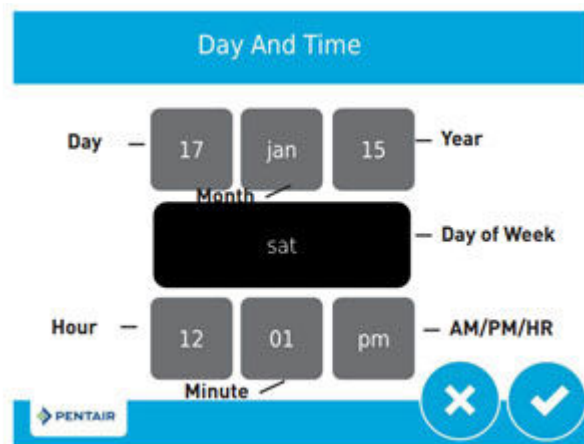 Day And Time
Day 17 jan 15 Year
Month
sat Day of Week
Hour 12 01 pm AM/PM/HR
Minute
PENTAIR